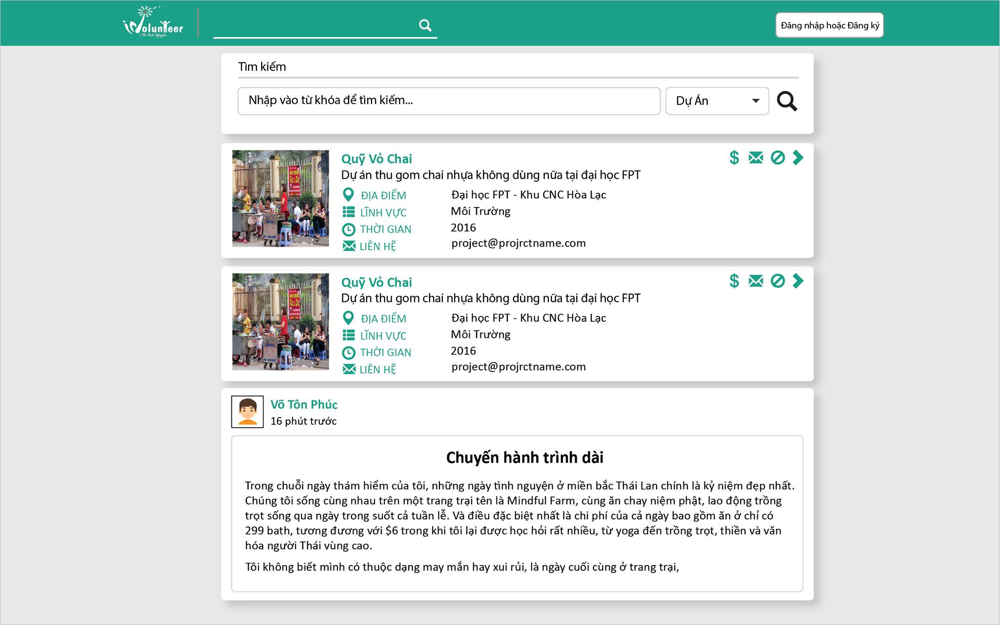 iVolunteer
Tôi Tình Nguyện
Đăng nhập hoặc Đăng ký
Tìm kiếm
Nhập vào từ khóa để tìm kiếm...
Dự Án
Quỹ Vỏ Chai
Dự án thu gom chai nhựa không dùng nữa tại đại học FPT
ĐỊA ĐIỂM Đại học FPT - Khu CNC Hòa Lạc
LĨNH VỰC Môi Trường
THỜI GIAN 2016
LIÊN HỆ project@projrctname.com
Quỹ Vỏ Chai
Dự án thu gom chai nhựa không dùng nữa tại đại học FPT
ĐỊA ĐIỂM Đại học FPT - Khu CNC Hòa Lạc
LĨNH VỰC Môi Trường
THỜI GIAN 2016
LIÊN HỆ project@projrctname.com
Võ Tôn Phúc
16 phút trước
Chuyến hành trình dài
Trong chuỗi ngày thám hiểm của tôi, những ngày tình nguyện ở miền bắc Thái Lan chính là kỷ niệm đẹp nhất.
Chúng tôi sống cùng nhau trên một trang trại tên là Mindful Farm, cùng ăn chay niệm phật, lao động trồng
trọt sống qua ngày trong suốt cả tuần lễ. Và điều đặc biệt nhất là chi phí của cả ngày bao gồm ăn ở chỉ có
299 bath, tương đương với $6 trong khi tôi lại được học hỏi rất nhiều, từ yoga đến trồng trọt, thiền và văn
hóa người Thái vùng cao.
Tôi không biết mình có thuộc dạng may mắn hay xui rủi, là ngày cuối cùng ở trang trại,